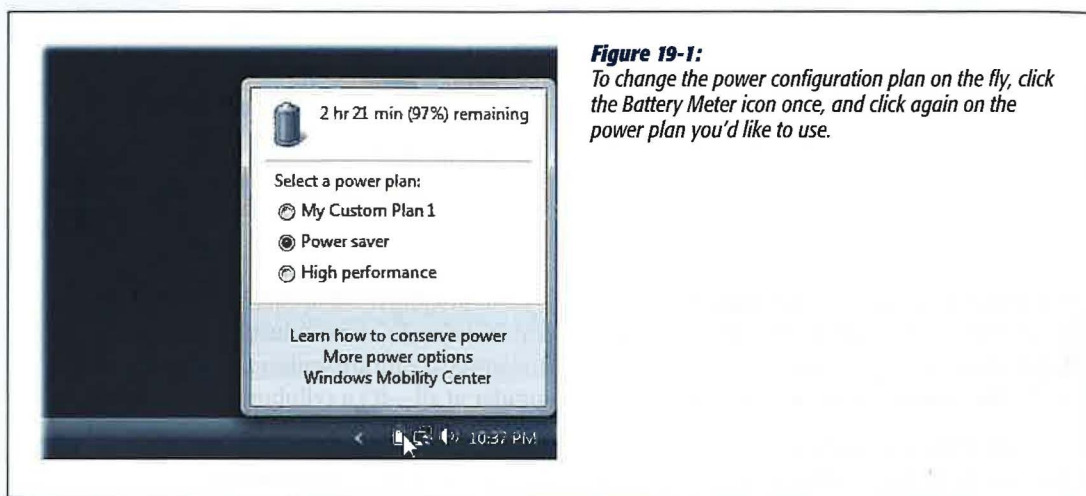 2 hr 21 min (97%) remaining
Select a power plan:
My Custom Plan 1
Power saver
High performance
Learn how to conserve power
More power options
Windows Mobility Center
10:37 PM
Figure 19-1:
To change the power configuration plan on the fly, click
the Battery Meter icon once, and click again on the
power plan you'd like to use.